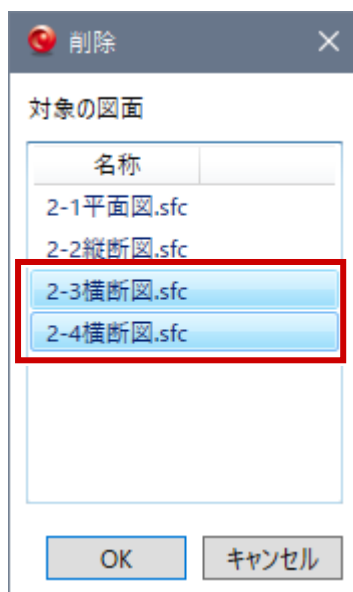 削除
対象の図面
名称
2-1平面図.sfc
2-2縦断図.sfc
2-3横断図.sfc
2-4横断図.sfc
OK キャンセル